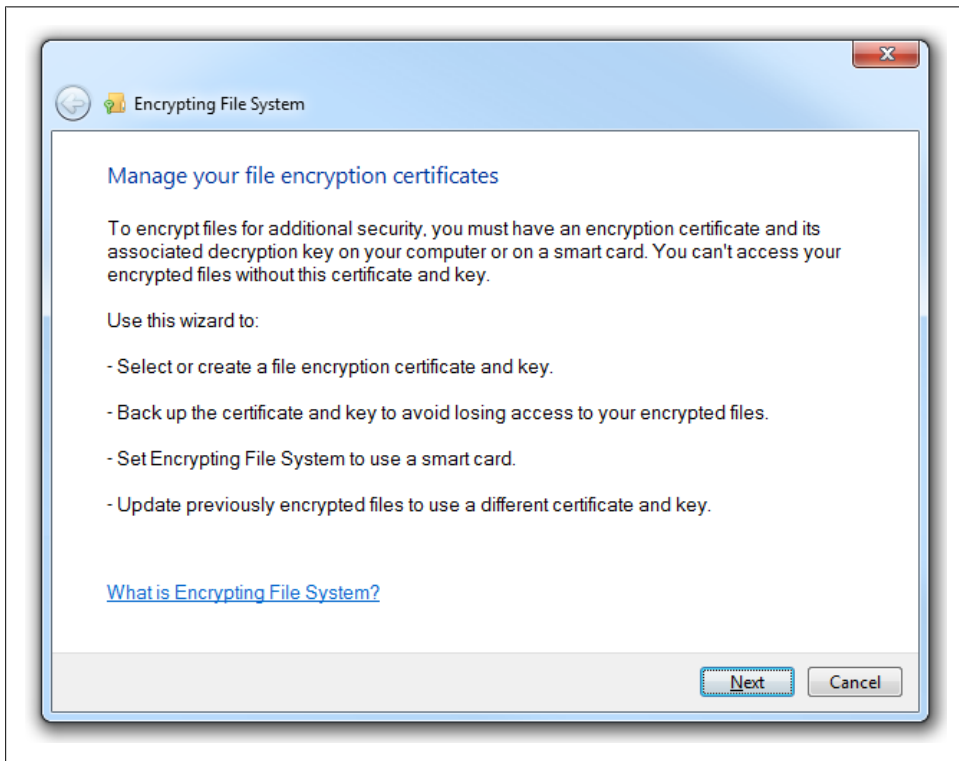 Encrypting File System
Manage your file encryption certificates
To encrypt files for additional security, you must have an encryption certificate and its
associated decryption key on your computer or on a smart card. You can't access your
encrypted files without this certificate and key.
Use this wizard to:
- Select or create a file encryption certificate and key.
- Back up the certificate and key to avoid losing access to your encrypted files.
- Set Encrypting File System to use a smart card.
- Update previously encrypted files to use a different certificate and key.
What is Encrypting File System?
Next Cancel